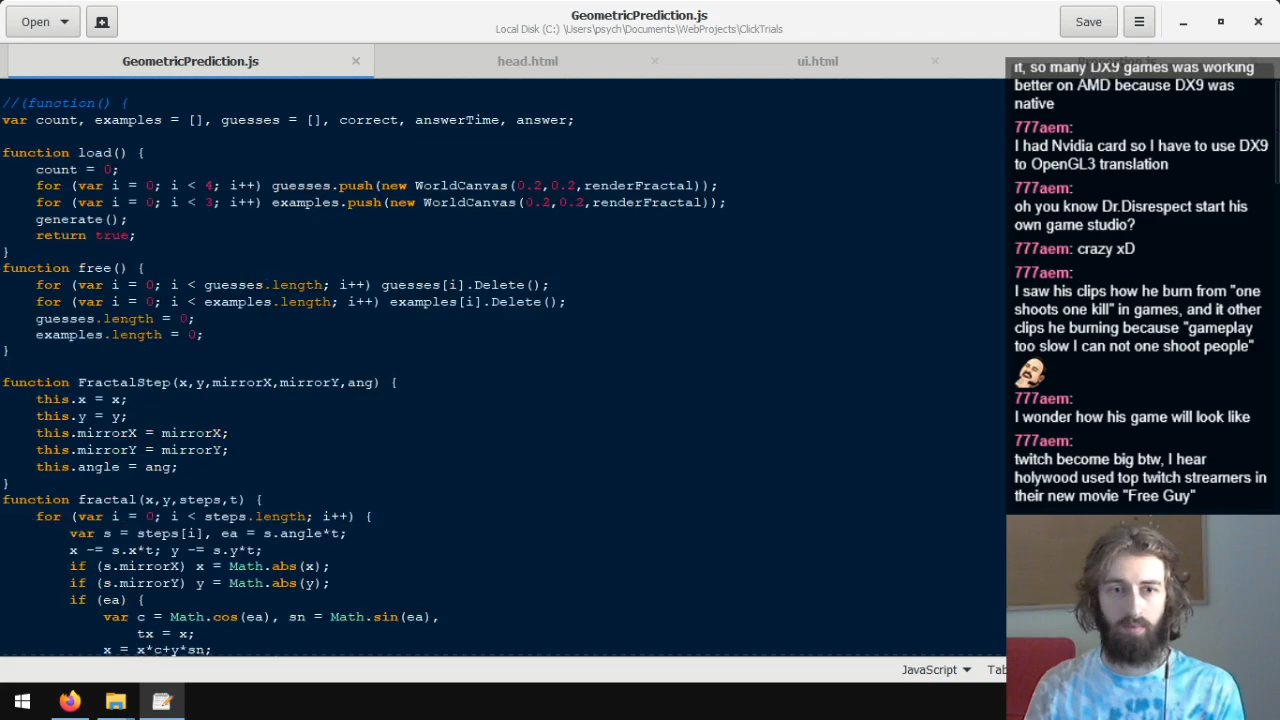 Open
GeometricPrediction.js
Local Disk (C:) \Users\psych\Documents\WebProjects\ClickTrials
Save
GeometricPrediction.js
head.html
ui.html
//(function() {
var count, examples = [], guesses = [], correct, answerTime, answer;
function load() {
count = 0;
for (var i = 0; i < 4; i++) guesses.push(new WorldCanvas(0.2,0.2,renderFractal));
for (var i = 0; i < 3; i++) examples.push(new WorldCanvas(0.2,0.2,renderFractal));
generate();
return true;
}
function free() {
for (var i = 0; i < guesses.length; i++) guesses[i].Delete();
for (var i = 0; i < examples.length; i++) examples[i].Delete();
guesses.length = 0;
examples.length = 0;
}
function FractalStep(x,y,mirrorX,mirrorY,ang) {
this.x = x;
this.y = y;
this.mirrorX = mirrorX;
this.mirrorY = mirrorY;
this.angle = ang;
}
function fractal(x,y,steps,t) {
for (var i = 0; i < steps.length; i++) {
var s = steps[i], ea = s.angle*t;
x -= s.x*t; y -= s.y*t;
if (s.mirrorX) x = Math.abs(x);
if (s.mirrorY) y = Math.abs(y);
if (ea) {
var c = Math.cos(ea), sn = Math.sin(ea),
tx = x;
x = x*c+y*sn;
JavaScript
Tab
it, so many DX9 games was working
better on AMD because DX9 was
native
777aem:
I had Nvidia card so I have to use DX9
to OpenGL3 translation
777aem:
oh you know Dr.Disrespect start his
own game studio?
777aem: crazy xD
777aem:
I saw his clips how he burn from "one
shoots one kill" in games, and it other
clips he burning because "gameplay
too slow I can not one shoot people"
777aem:
I wonder how his game will look like
777aem:
twitch become big btw, I hear
holywood used top twitch streamers in
their new movie "Free Guy"